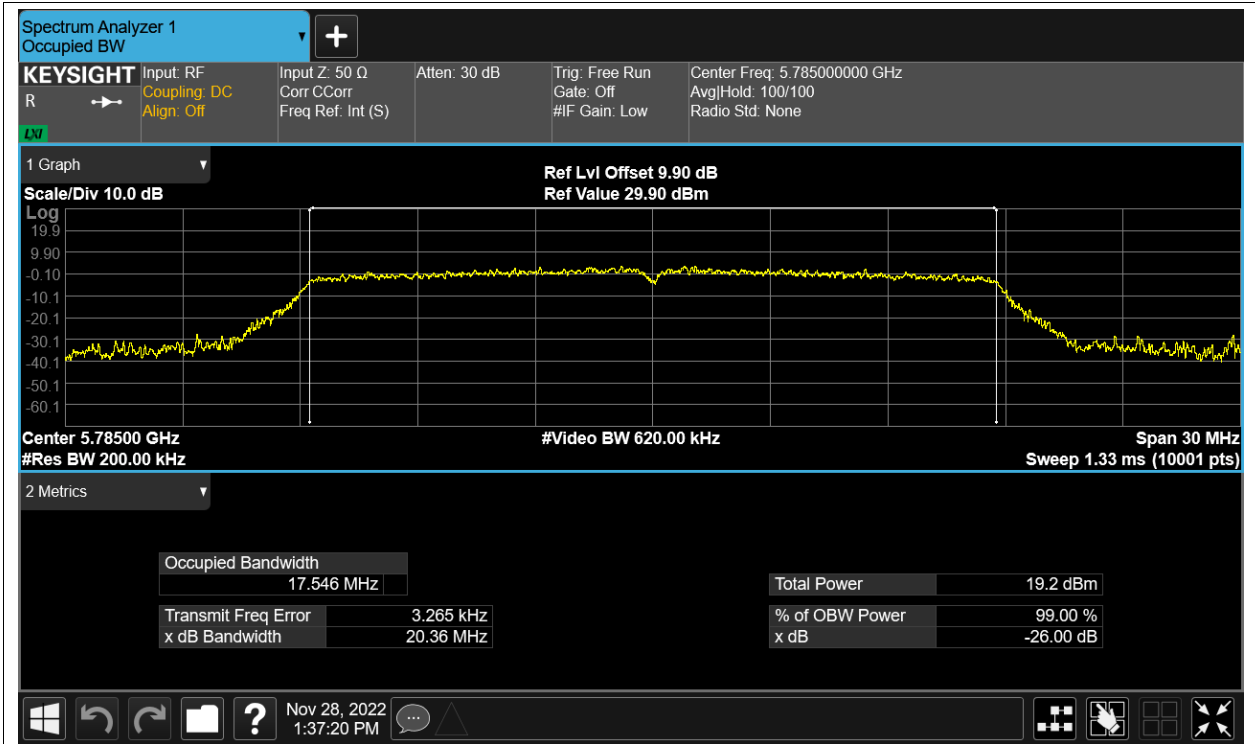 Spectrum Analyzer 1
Occupied BW
KEYSIGHT Input: RF Input Z: 50 Ω Atten: 30 dB Trig: Free Run Center Freq: 5.785000000 GHz
R Coupling: DC Corr CCorr Gate: Off Avg|Hold: 100/100
Align: Off Freq Ref: Int (S) #IF Gain: Low Radio Std: None
LXI
1 Graph
Ref Lvl Offset 9.90 dB
Scale/Div 10.0 dB Ref Value 29.90 dBm
Log
19.9
9.90
-0.10
-10.1
-20.1
-30.1
-40.1
-50.1
-60.1
Center 5.78500 GHz #Video BW 620.00 kHz Span 30 MHz
#Res BW 200.00 kHz Sweep 1.33 ms (10001 pts)
2 Metrics
Occupied Bandwidth
17.546 MHz Total Power 19.2 dBm
Transmit Freq Error 3.265 kHz % of OBW Power 99.00 %
x dB Bandwidth 20.36 MHz x dB -26.00 dB
? Nov 28, 2022
1:37:20 PM